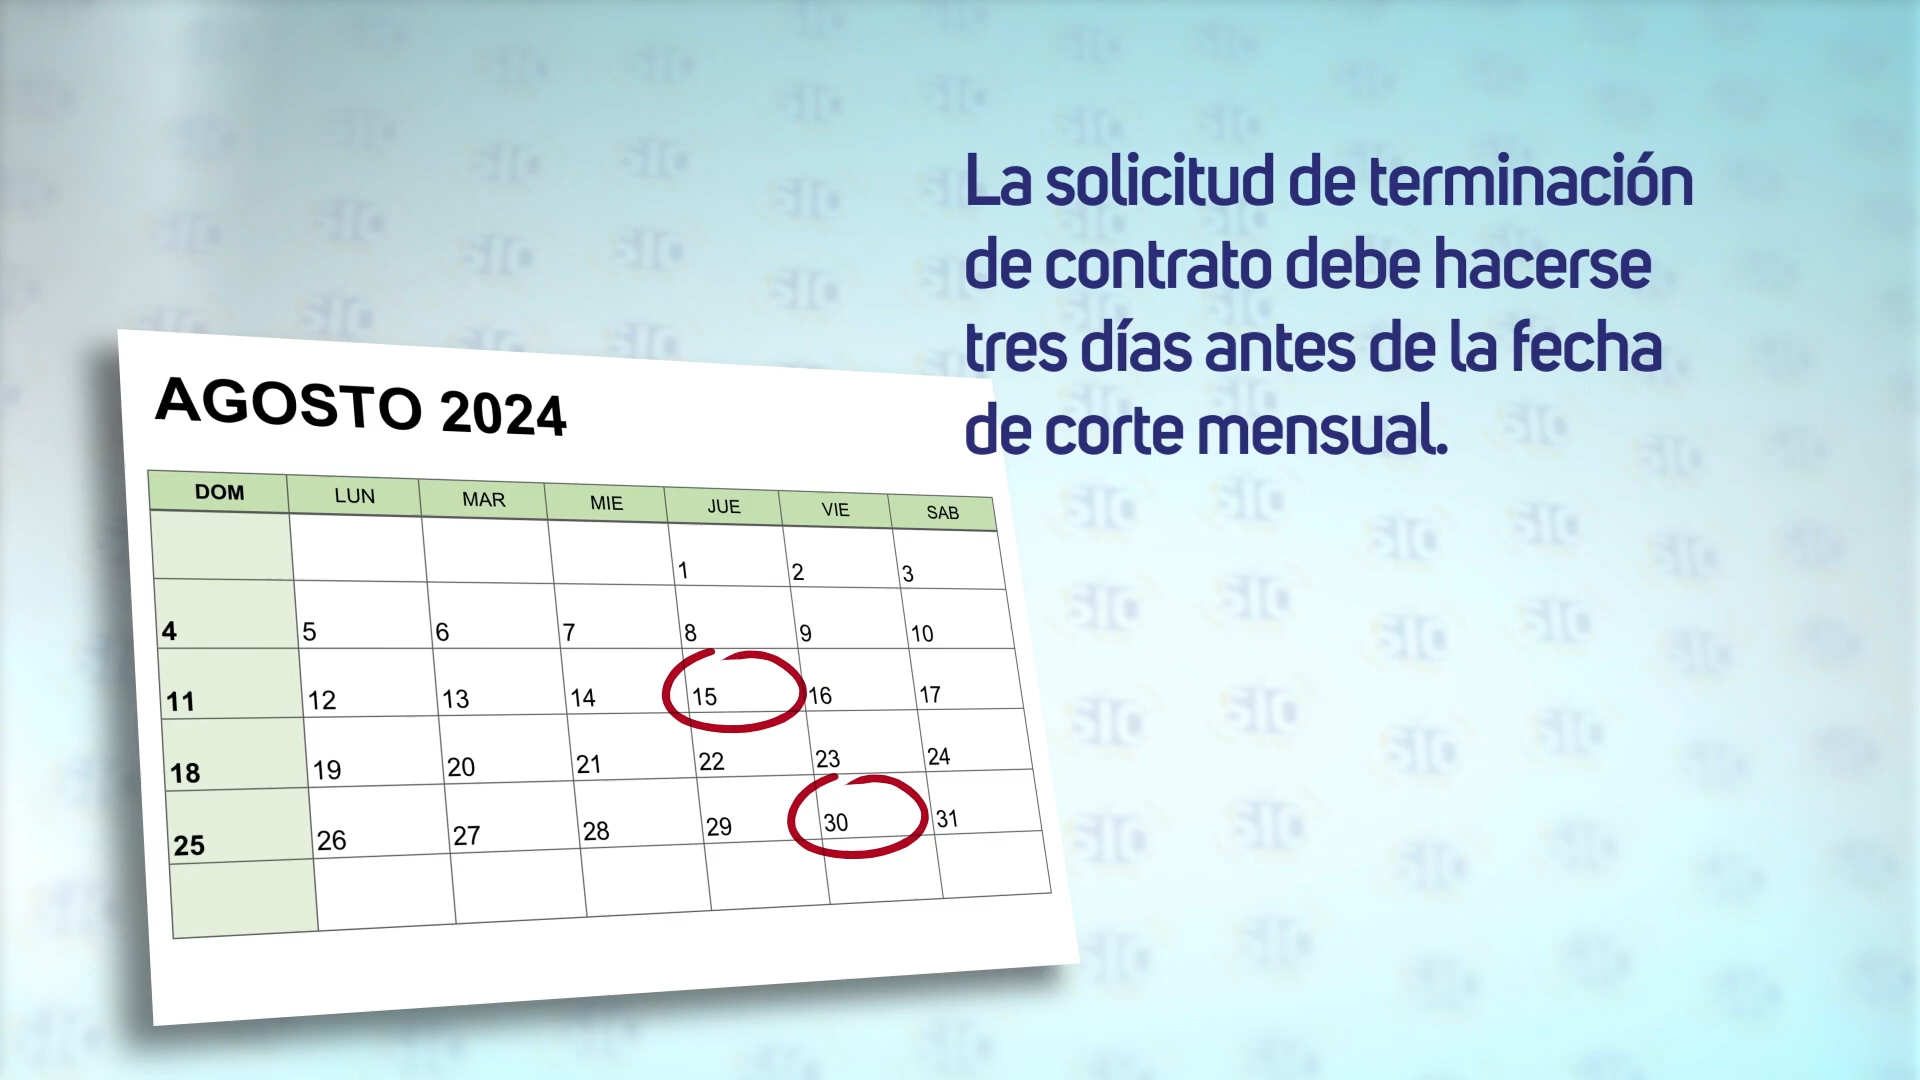 La solicitud de terminación
de contrato debe hacerse
tres días antes de la fecha
de corte mensual.
AGOSTO 2024
DOM LUN MAR MIE JUE VIE SAB
1 2 3
4 5 6 7 8 9 10
11 12 13 14 15 16 17
18 19 20 21 22 23 24
25 26 27 28 29 30 31